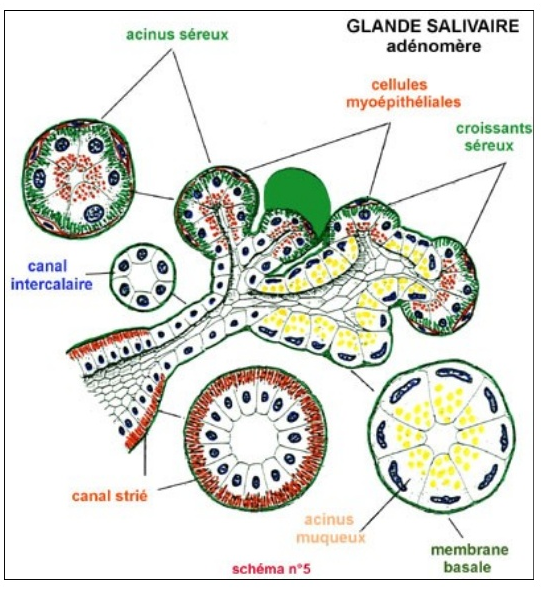 GLANDE SALIVAIRE
adénomère
acinus séreux
cellules
myoépithéliales
croissants
séreux
canal
intercalaire
canal strié
acinus
muqueux
membrane
basale
schéma n°5